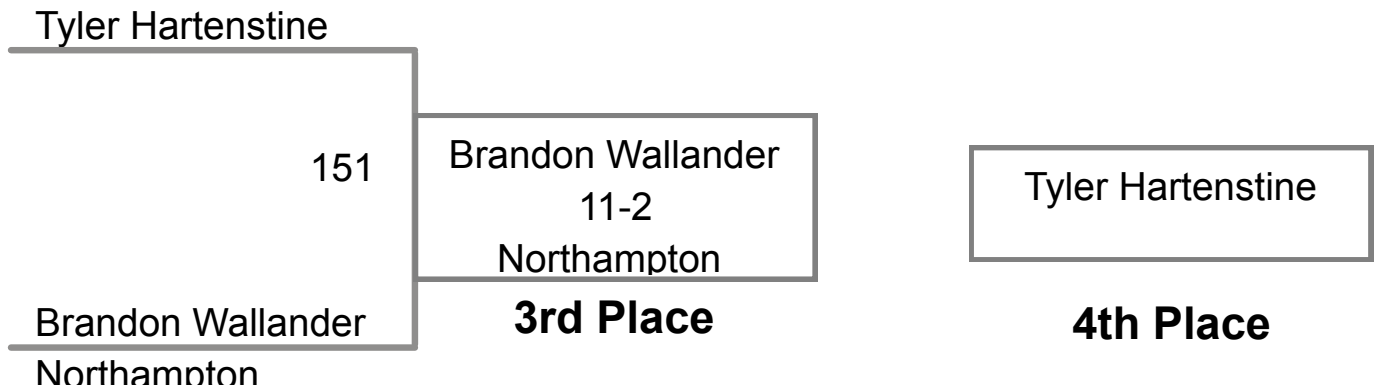 Tyler Hartenstine
151
Brandon Wallander
11-2
Northampton
3rd Place
Tyler Hartenstine
4th Place
Brandon Wallander
Northampton